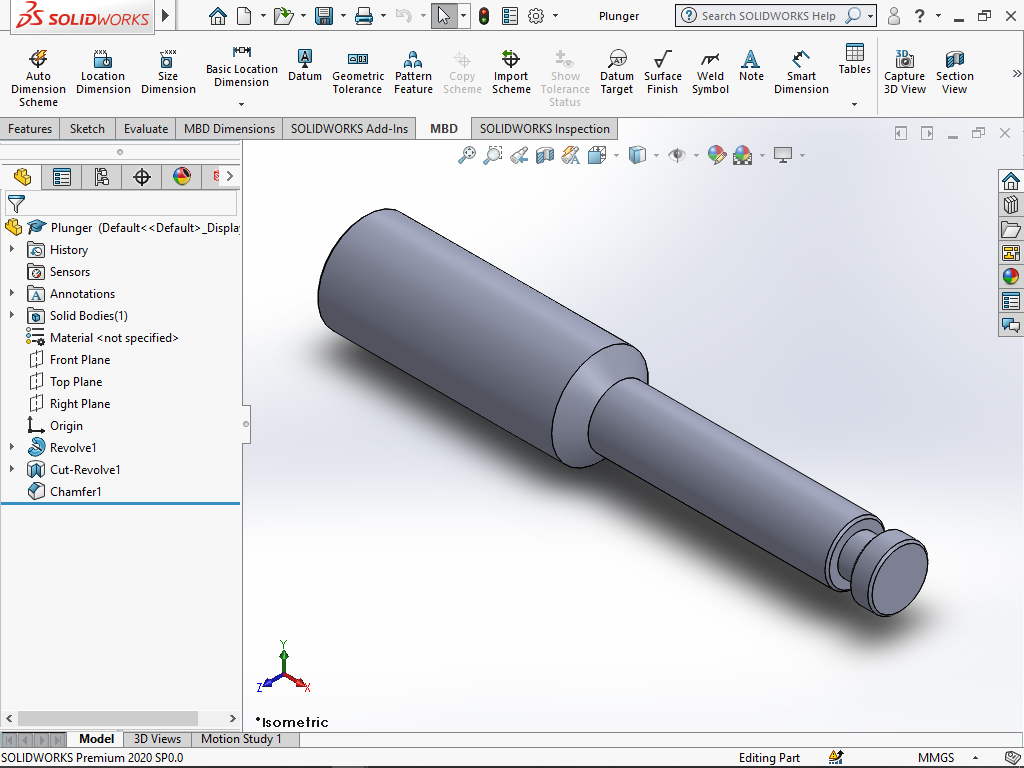 SOLIDWORKS
Plunger
Search SOLIDWORKS Help
?
Auto Dimension Scheme
Location Dimension
Size Dimension
Basic Location Dimension
Datum
Geometric Tolerance
Pattern Feature
Copy Scheme
Import Scheme
Show Tolerance Status
Datum Target
Surface Finish
Weld Symbol
Note
Smart Dimension
Tables
Capture 3D View
Section View
Features
Sketch
Evaluate
MBD Dimensions
SOLIDWORKS Add-Ins
MBD
SOLIDWORKS Inspection
Plunger (Default<<Default>_Displa
History
Sensors
Annotations
Solid Bodies(1)
Material <not specified>
Front Plane
Top Plane
Right Plane
Origin
Revolve1
Cut-Revolve1
Chamfer1
Y
Z
X
*Isometric
Model
3D Views
Motion Study 1
SOLIDWORKS Premium 2020 SP0.0
Editing Part
MMGS